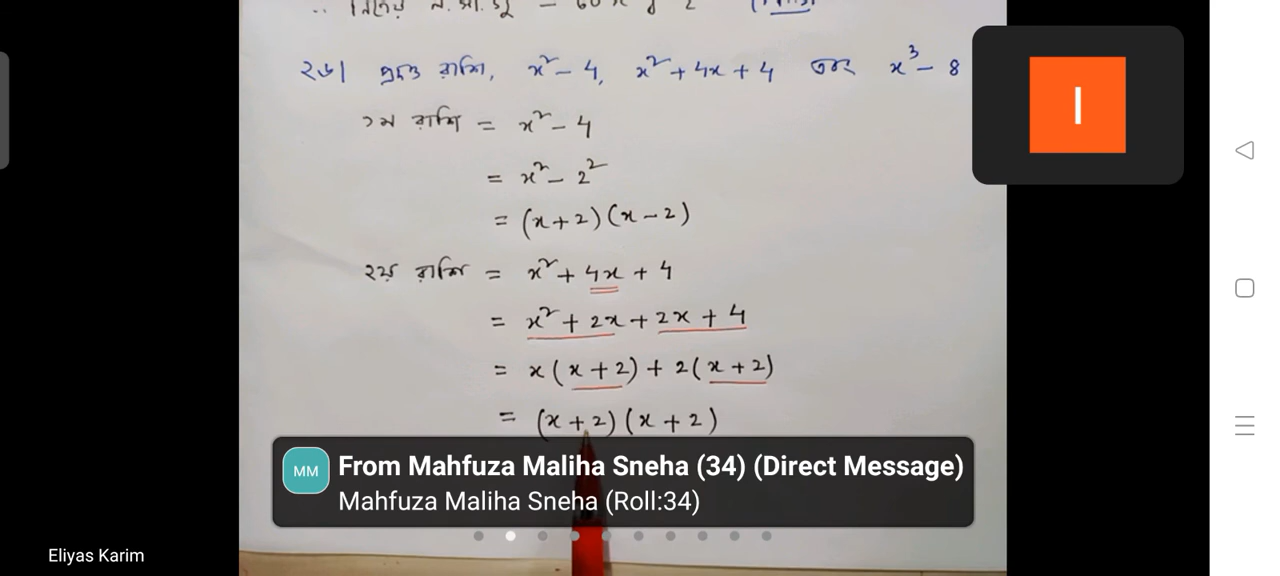 ২৬। প্রদত্ত রাশি, x² - 4, x² + 4x + 4 এবং x³ - 8
১ম রাশি = x² - 4
= x² - 2²
= (x+2)(x-2)
২য় রাশি = x² + 4x + 4
= x² + 2x + 2x + 4
= x(x+2) + 2(x+2)
= (x+2)(x+2)
I
MM
From Mahfuza Maliha Sneha (34) (Direct Message)
Mahfuza Maliha Sneha (Roll:34)
Eliyas Karim